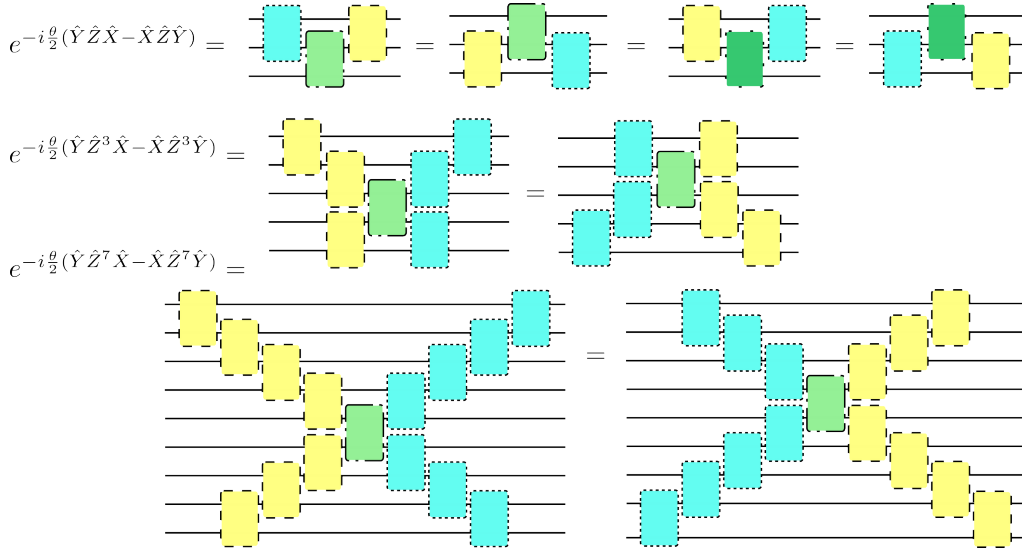 $e^{-i\frac{\theta}{2}(\hat{Y}\hat{Z}\hat{X}-\hat{X}\hat{Z}\hat{Y})} =$ $=$ $=$ $=$
$e^{-i\frac{\theta}{2}(\hat{Y}\hat{Z}^3\hat{X}-\hat{X}\hat{Z}^3\hat{Y})} =$ $=$
$e^{-i\frac{\theta}{2}(\hat{Y}\hat{Z}^7\hat{X}-\hat{X}\hat{Z}^7\hat{Y})} =$
$=$